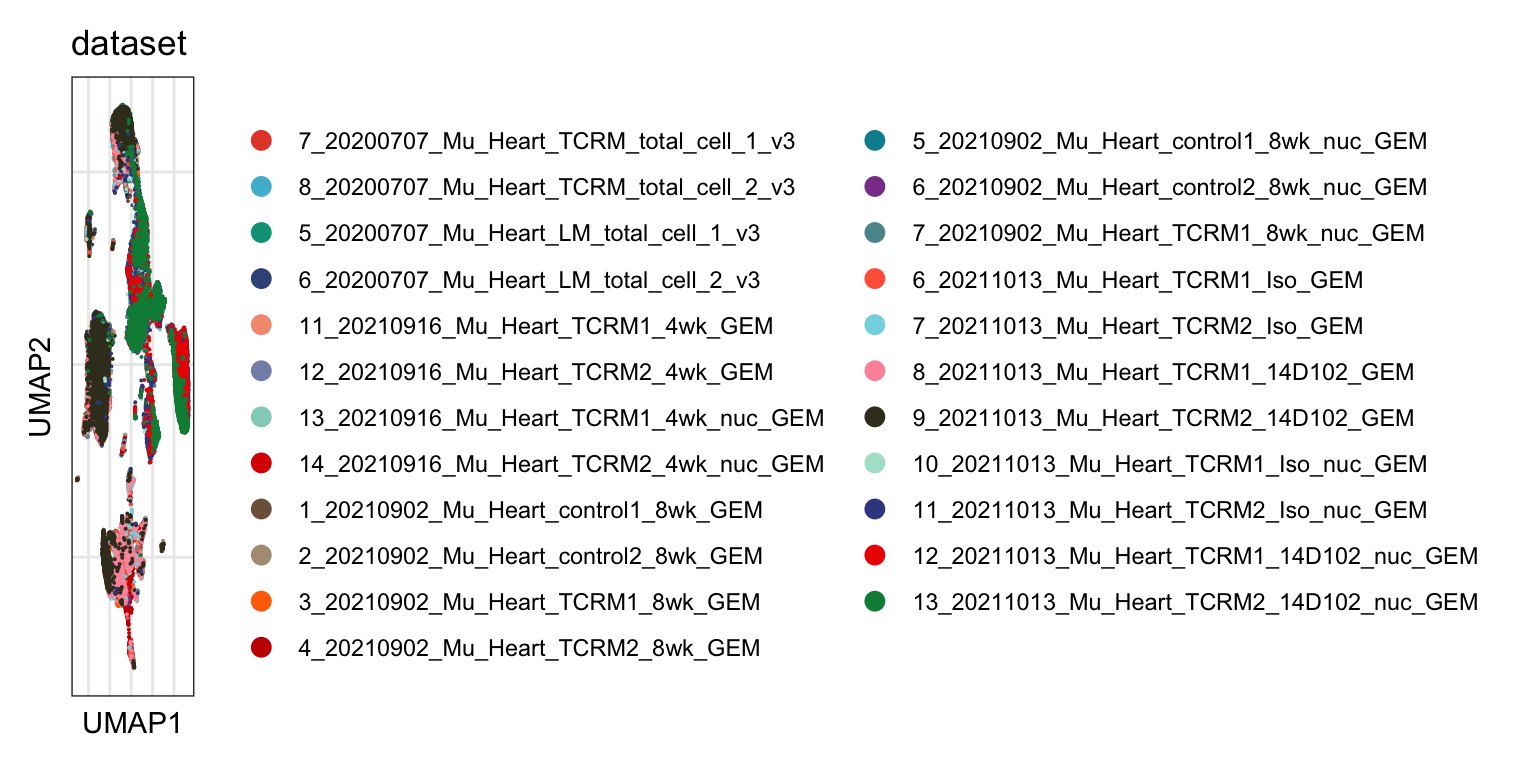 dataset
7_20200707_Mu_Heart_TCRM_total_cell_1_v3
8_20200707_Mu_Heart_TCRM_total_cell_2_v3
5_20200707_Mu_Heart_LM_total_cell_1_v3
6_20200707_Mu_Heart_LM_total_cell_2_v3
11_20210916_Mu_Heart_TCRM1_4wk_GEM
12_20210916_Mu_Heart_TCRM2_4wk_GEM
13_20210916_Mu_Heart_TCRM1_4wk_nuc_GEM
14_20210916_Mu_Heart_TCRM2_4wk_nuc_GEM
1_20210902_Mu_Heart_control1_8wk_GEM
2_20210902_Mu_Heart_control2_8wk_GEM
3_20210902_Mu_Heart_TCRM1_8wk_GEM
4_20210902_Mu_Heart_TCRM2_8wk_GEM
5_20210902_Mu_Heart_control1_8wk_nuc_GEM
6_20210902_Mu_Heart_control2_8wk_nuc_GEM
7_20210902_Mu_Heart_TCRM1_8wk_nuc_GEM
6_20211013_Mu_Heart_TCRM1_Iso_GEM
7_20211013_Mu_Heart_TCRM2_Iso_GEM
8_20211013_Mu_Heart_TCRM1_14D102_GEM
9_20211013_Mu_Heart_TCRM2_14D102_GEM
10_20211013_Mu_Heart_TCRM1_Iso_nuc_GEM
11_20211013_Mu_Heart_TCRM2_Iso_nuc_GEM
12_20211013_Mu_Heart_TCRM1_14D102_nuc_GEM
13_20211013_Mu_Heart_TCRM2_14D102_nuc_GEM
UMAP2
UMAP1